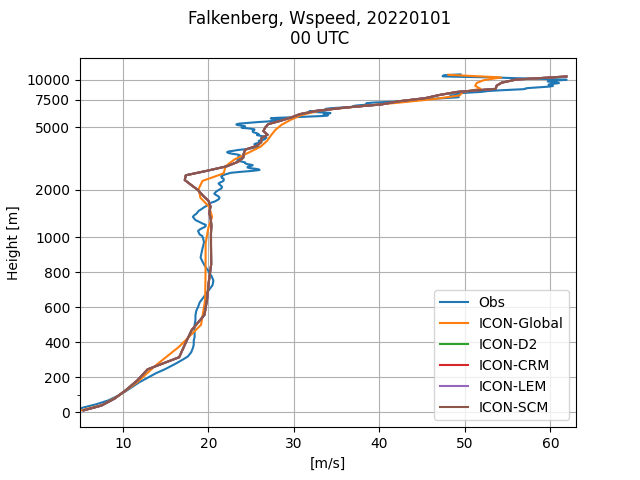 Falkenberg, Wspeed, 20220101
00 UTC
10000
7500
5000
2000
1000
800
600
400
200
0
Height [m]
Obs
ICON-Global
ICON-D2
ICON-CRM
ICON-LEM
ICON-SCM
10 20 30 40 50 60
[m/s]